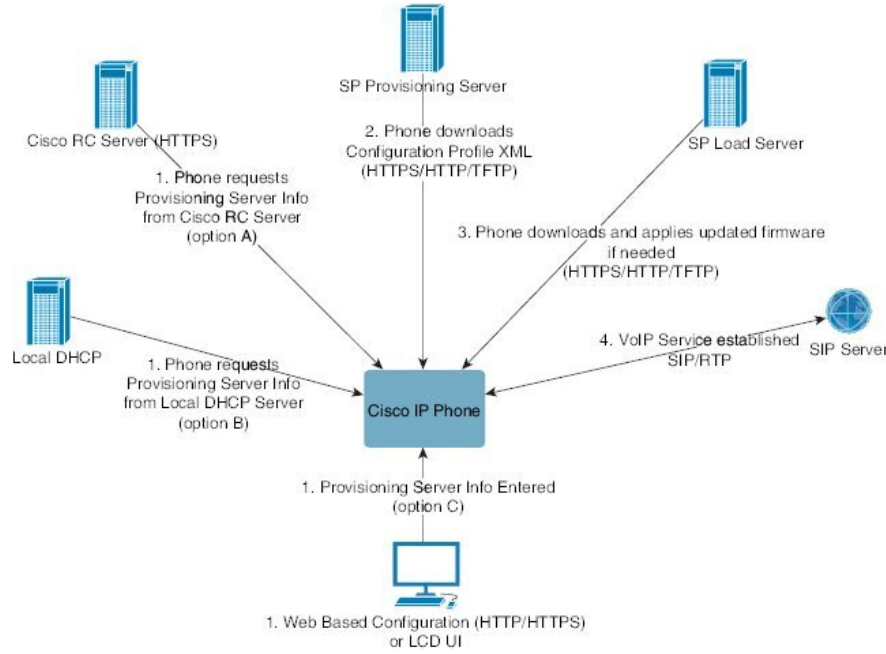 SP Provisioning Server
Cisco RC Server (HTTPS)
SP Load Server
2. Phone downloads
Configuration Profile XML
(HTTPS/HTTP/TFTP)
1. Phone requests
Provisioning Server Info
from Cisco RC Server
(option A)
3. Phone downloads and applies updated firmware
if needed
(HTTPS/HTTP/TFTP)
Local DHCP
1. Phone requests
Provisioning Server Info
from Local DHCP Server
(option B)
4. VoIP Service established
SIP/RTP
SIP Server
Cisco IP Phone
1. Provisioning Server Info Entered
(option C)
1. Web Based Configuration (HTTP/HTTPS)
or LCD UI